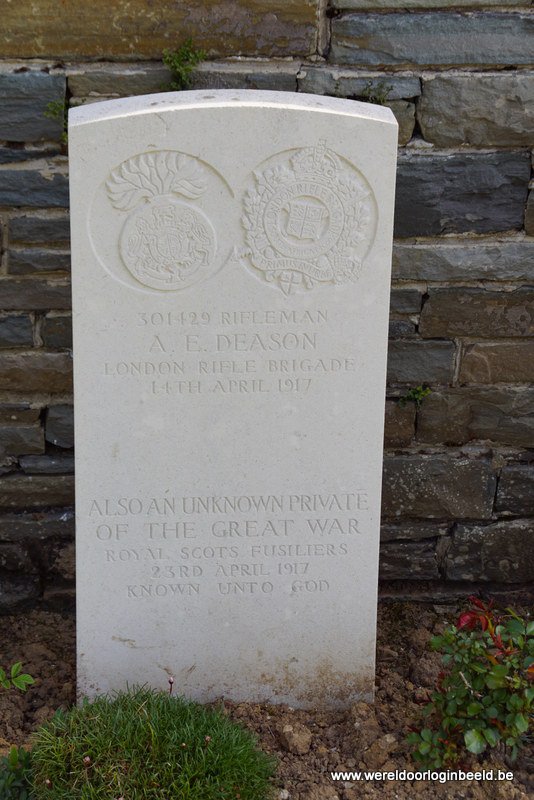 301429 RIFLEMAN
A. E. DEASON
LONDON RIFLE BRIGADE
14TH APRIL 1917
ALSO AN UNKNOWN PRIVATE
OF THE GREAT WAR
ROYAL SCOTS FUSILIERS
23RD APRIL 1917
KNOWN UNTO GOD
www.wereldoorloginbeeld.be